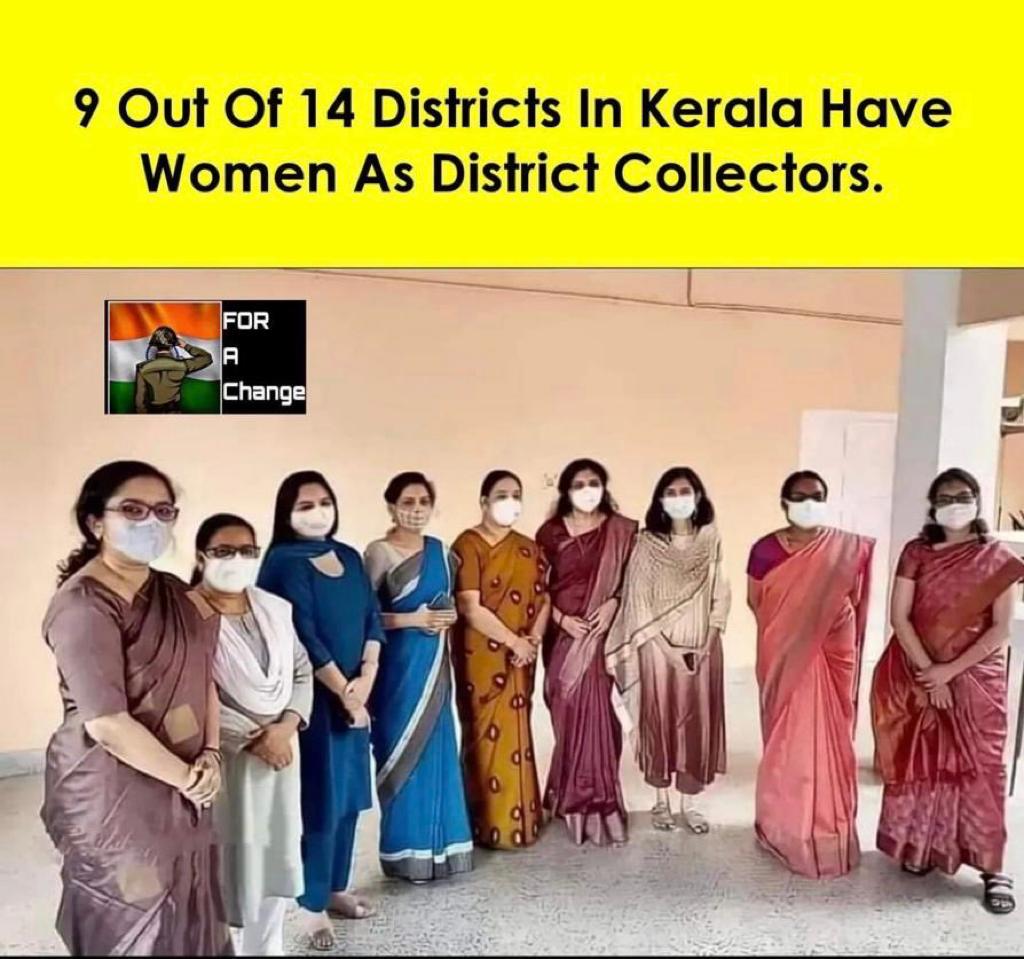 9 Out Of 14 Districts In Kerala Have
Women As District Collectors.
FOR
A
Change